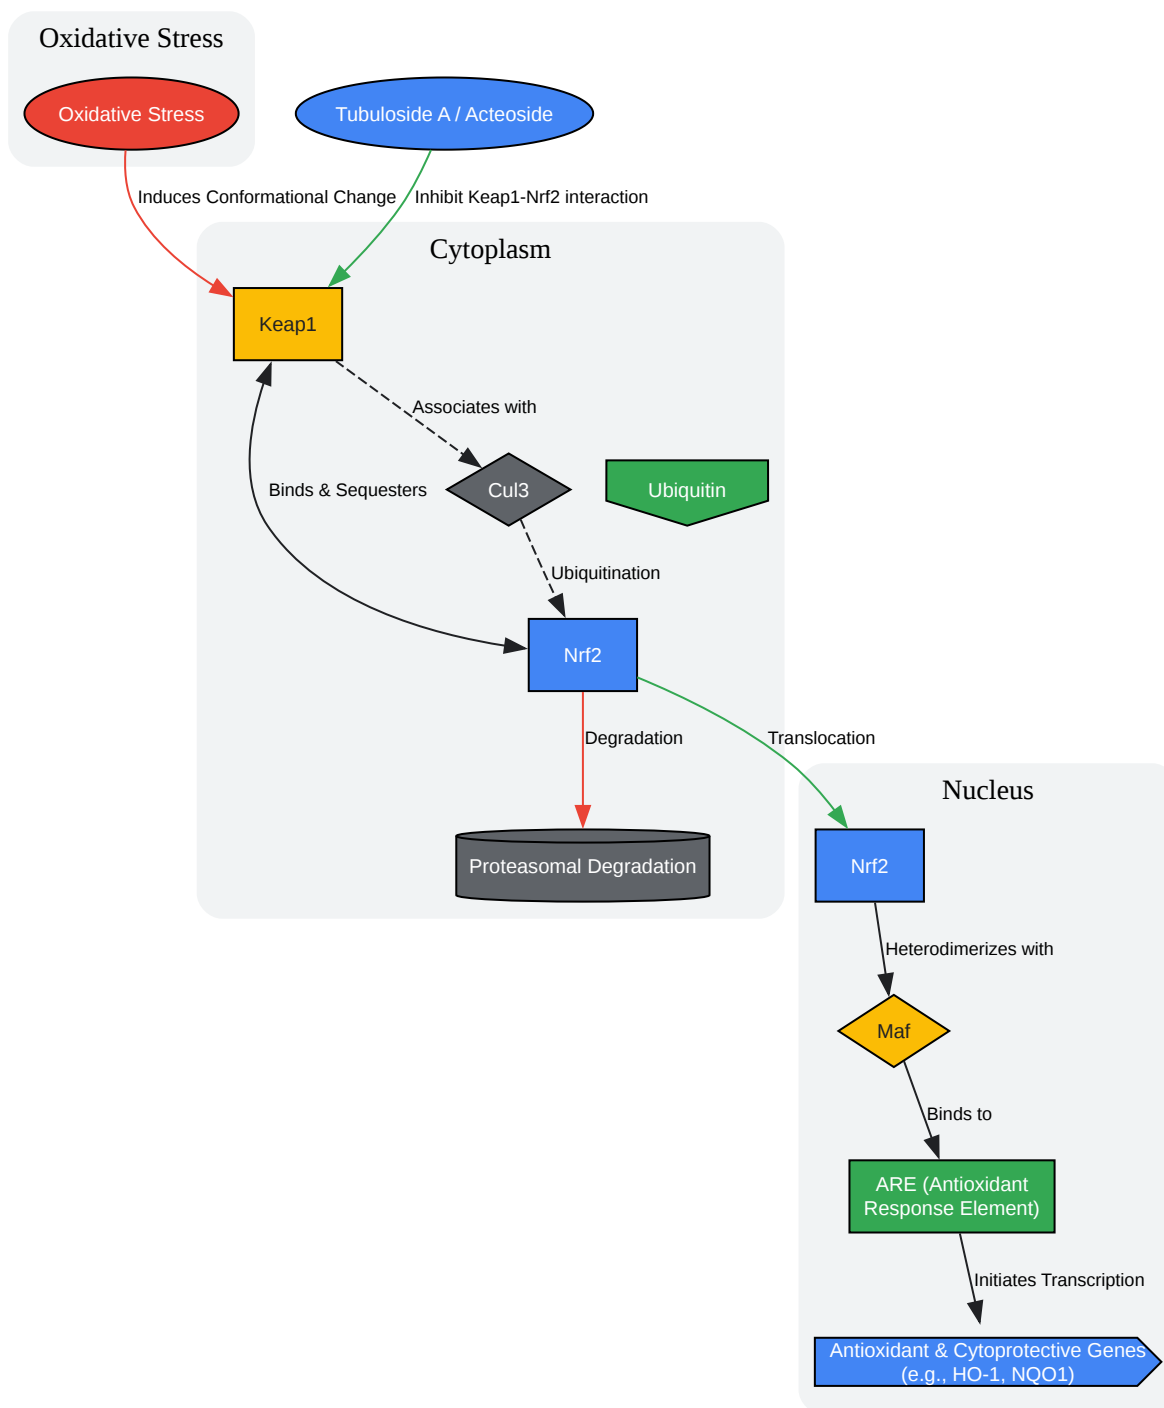 Oxidative Stress
Oxidative Stress
Tubuloside A / Acteoside
Induces Conformational Change
Inhibit Keap1-Nrf2 interaction
Cytoplasm
Keap1
Associates with
Binds & Sequesters
Cul3
Ubiquitin
Ubiquitination
Nrf2
Degradation
Translocation
Proteasomal Degradation
Nucleus
Nrf2
Heterodimerizes with
Maf
Binds to
ARE (Antioxidant
Response Element)
Initiates Transcription
Antioxidant & Cytoprotective Genes
(e.g., HO-1, NQO1)